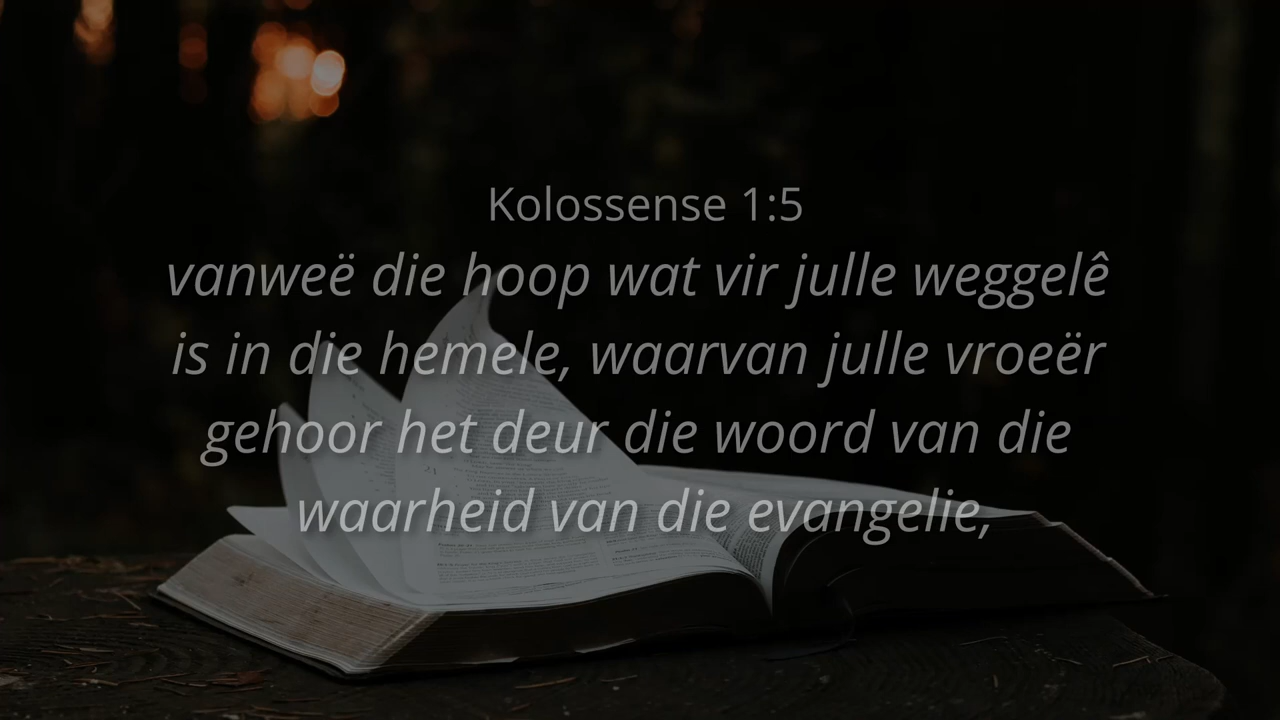 Kolossense 1:5
vanweë die hoop wat vir julle weggelê
is in die hemele, waarvan julle vroeër
gehoor het deur die woord van die
waarheid van die evangelie,